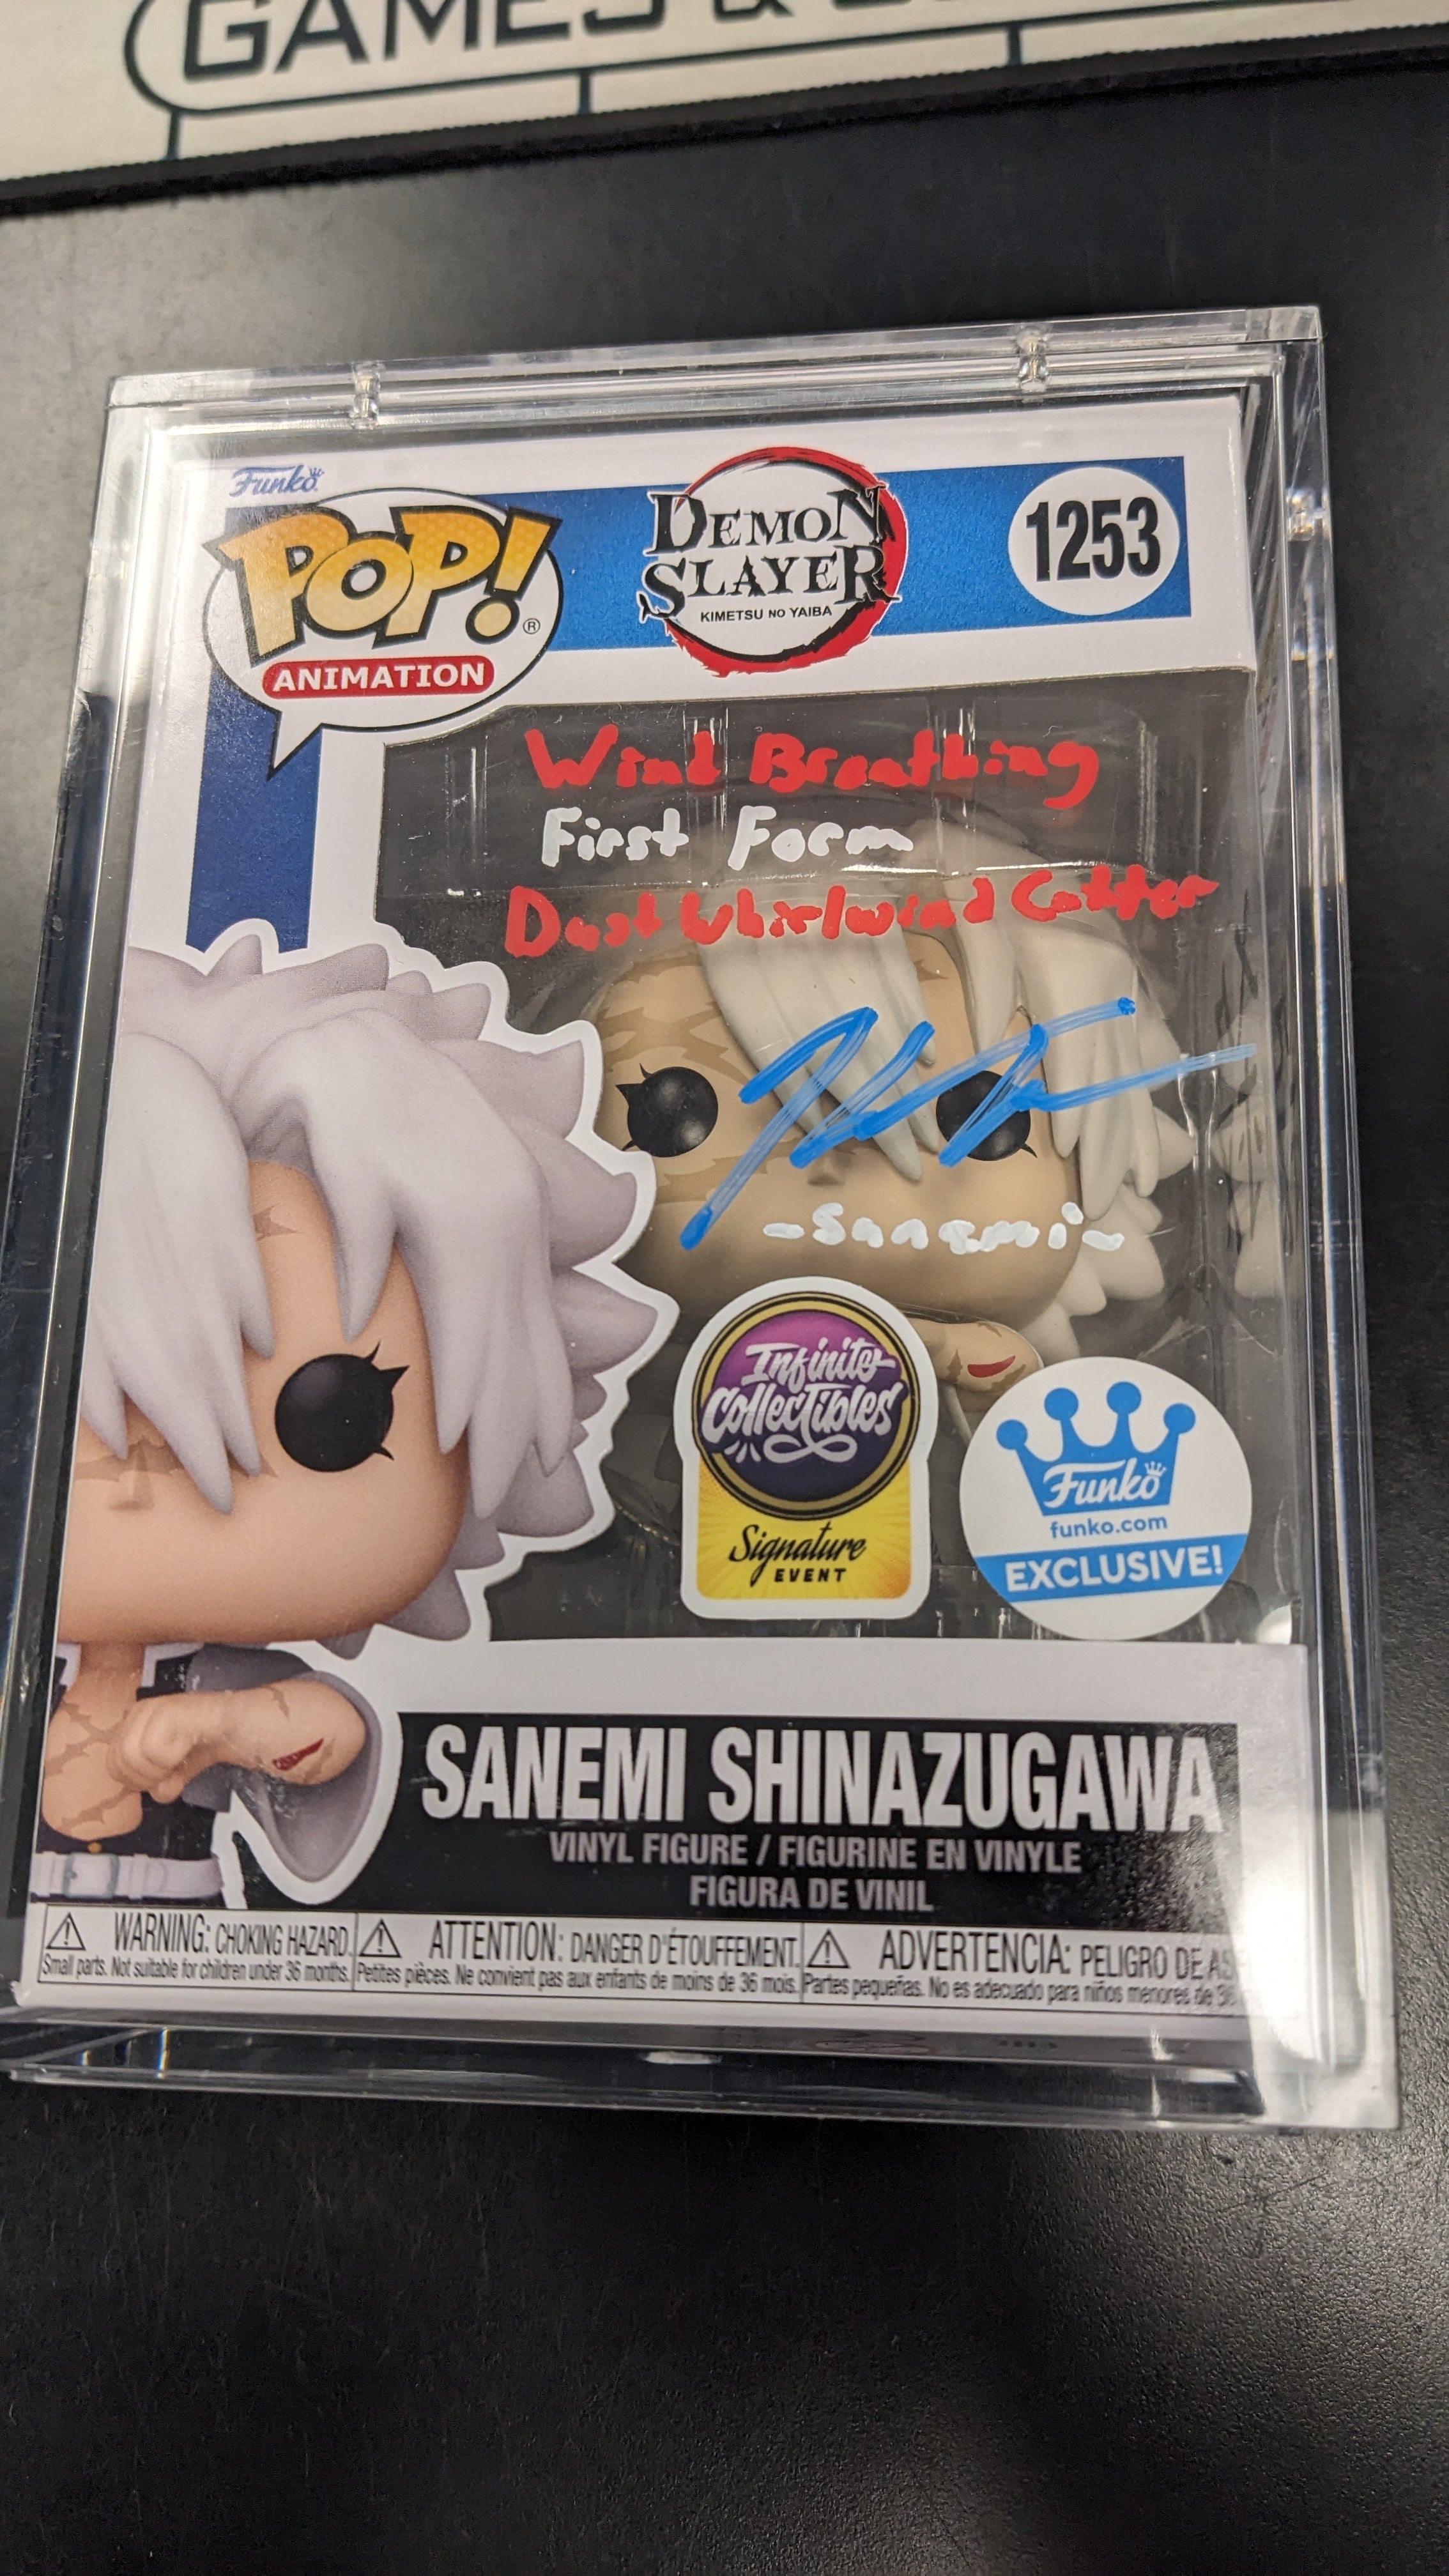 GAMES &
Funko
POP!®
ANIMATION
DEMON
SLAYER
KIMETSU NO YAIBA
1253
Wind Breathing
First Form
Dust Whirlwind Cutter
-Sanemi-
Infinite
Collectibles
Signature
EVENT
Funko
funko.com
EXCLUSIVE!
SANEMI SHINAZUGAWA
VINYL FIGURE / FIGURINE EN VINYLE
FIGURA DE VINIL
WARNING: CHOKING HAZARD.
Small parts. Not suitable for children under 36 months.
ATTENTION: DANGER D'ÉTOUFFEMENT.
Petites pièces. Ne convient pas aux enfants de moins de 36 mois.
ADVERTENCIA: PELIGRO DE AS
Partes pequeñas. No es adecuado para niños menores de 36